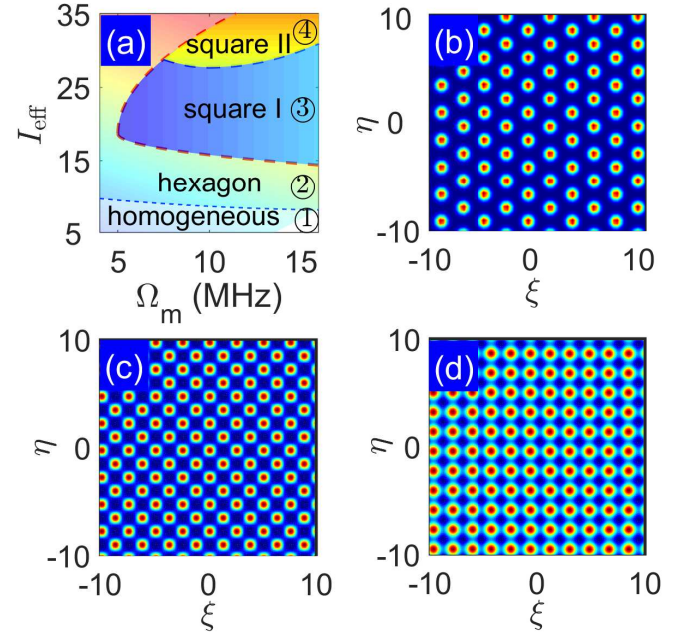 35
25
15
5
I_eff
(a)
square II ④
square I ③
hexagon ②
homogeneous ①
5 10 15
Ω_m (MHz)
(b)
10
0
-10
η
-10 0 10
ξ
(c)
10
0
-10
η
-10 0 10
ξ
(d)
10
0
-10
η
-10 0 10
ξ